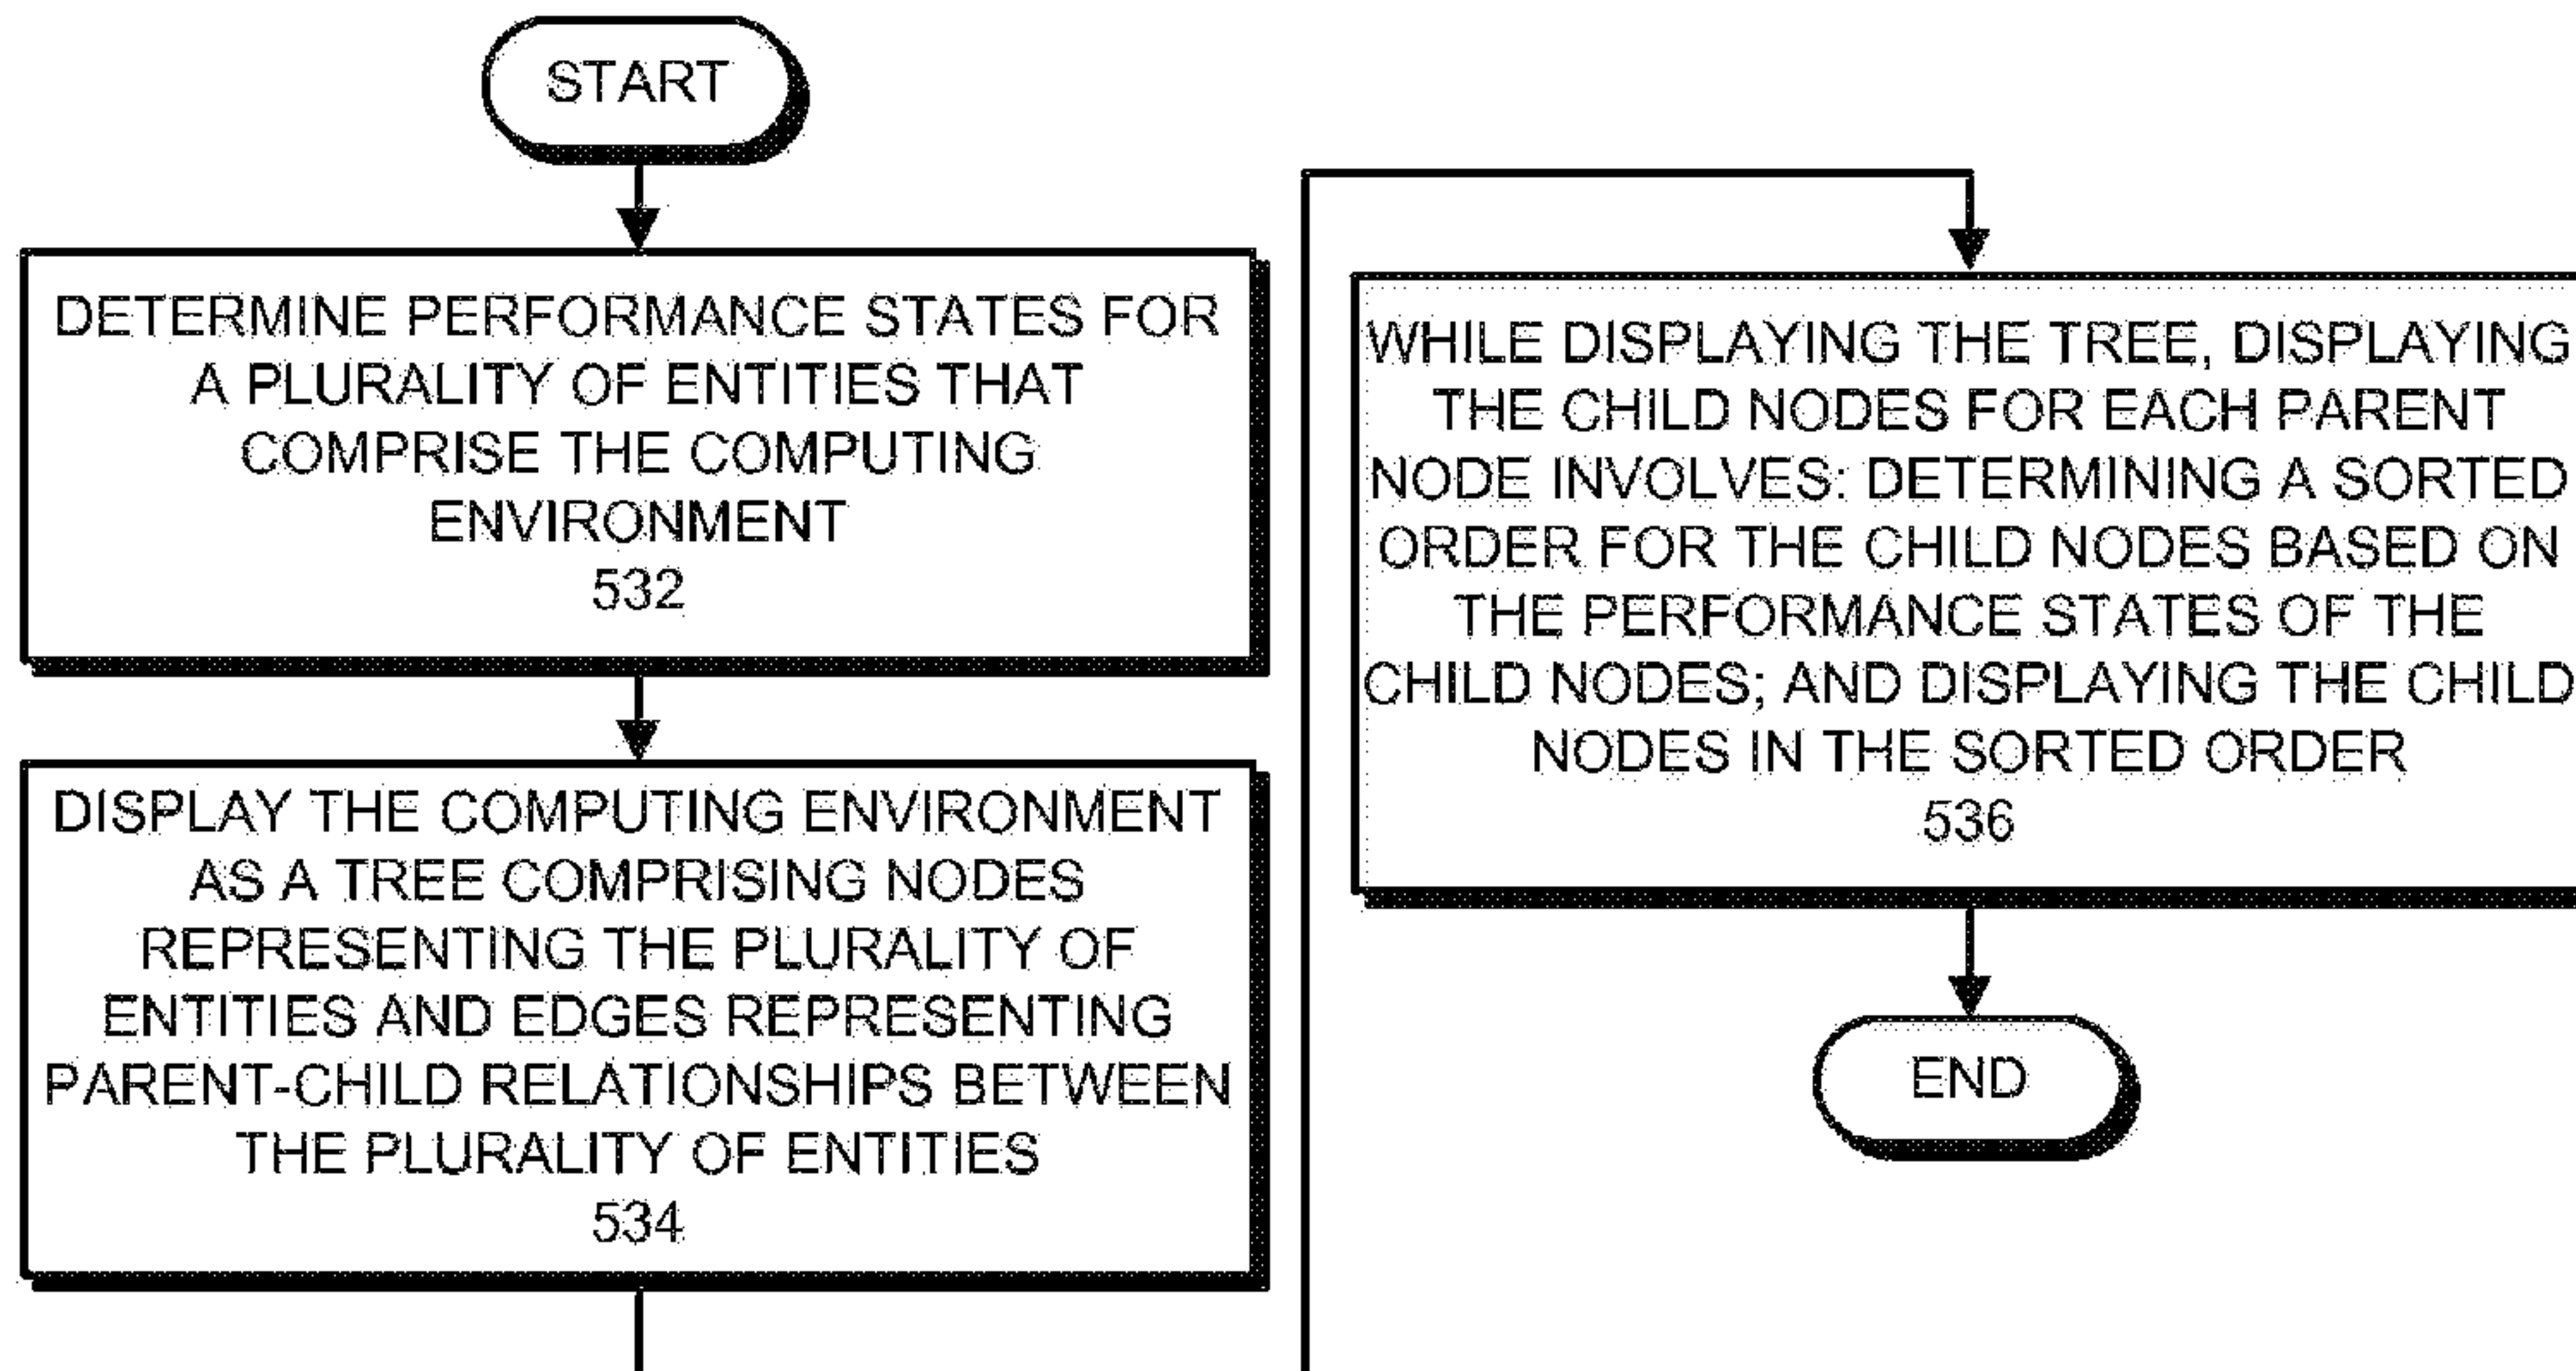 START
DETERMINE PERFORMANCE STATES FOR
A PLURALITY OF ENTITIES THAT
COMPRISE THE COMPUTING
ENVIRONMENT
532
DISPLAY THE COMPUTING ENVIRONMENT
AS A TREE COMPRISING NODES
REPRESENTING THE PLURALITY OF
ENTITIES AND EDGES REPRESENTING
PARENT-CHILD RELATIONSHIPS BETWEEN
THE PLURALITY OF ENTITIES
534
WHILE DISPLAYING THE TREE, DISPLAYING
THE CHILD NODES FOR EACH PARENT
NODE INVOLVES: DETERMINING A SORTED
ORDER FOR THE CHILD NODES BASED ON
THE PERFORMANCE STATES OF THE
CHILD NODES; AND DISPLAYING THE CHILD
NODES IN THE SORTED ORDER
536
END